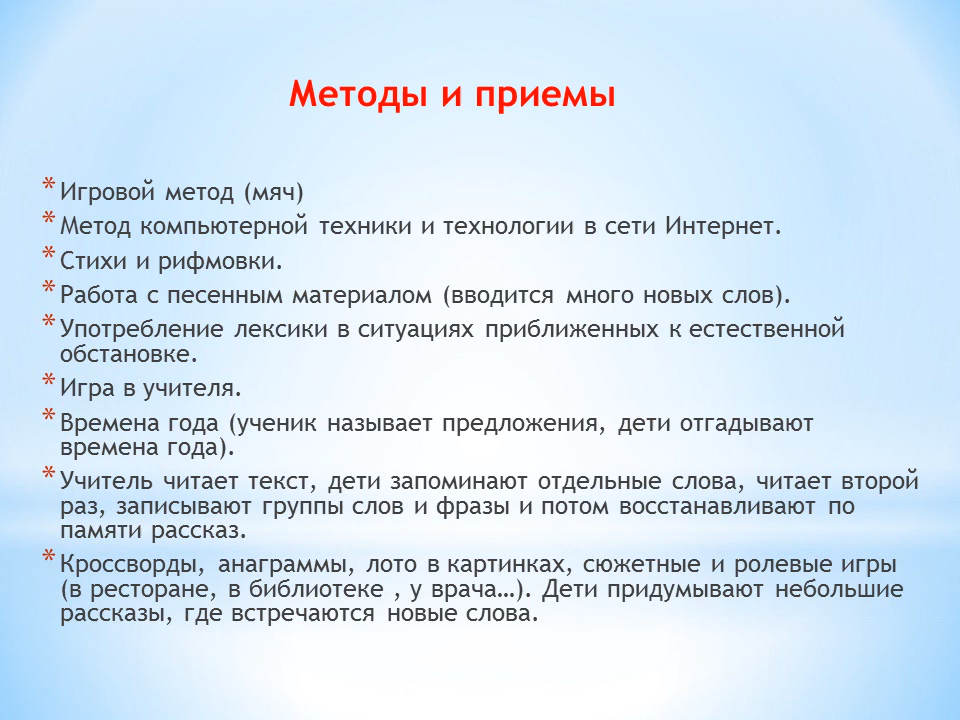 Методы и приемы
* Игровой метод (мяч)
* Метод компьютерной техники и технологии в сети Интернет.
* Стихи и рифмовки.
* Работа с песенным материалом (вводится много новых слов).
* Употребление лексики в ситуациях приближенных к естественной
обстановке.
* Игра в учителя.
* Времена года (ученик называет предложения, дети отгадывают
времена года).
* Учитель читает текст, дети запоминают отдельные слова, читает второй
раз, записывают группы слов и фразы и потом восстанавливают по
памяти рассказ.
* Кроссворды, анаграммы, лото в картинках, сюжетные и ролевые игры
(в ресторане, в библиотеке , у врача…). Дети придумывают небольшие
рассказы, где встречаются новые слова.